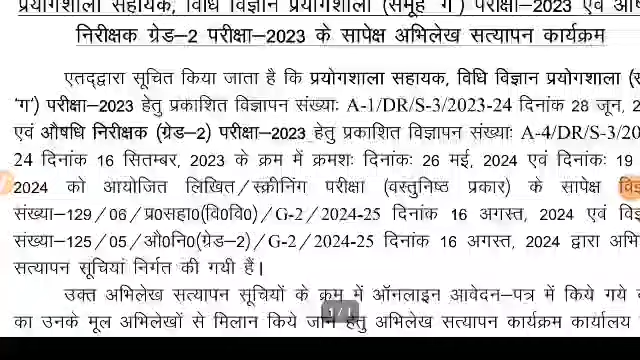 प्रयोगशाला सहायक, विधि विज्ञान प्रयोगशाला (समूह 'ग') परीक्षा–2023 एवं
निरीक्षक ग्रेड–2 परीक्षा–2023 के सापेक्ष अभिलेख सत्यापन कार्यक्रम
एतद्द्वारा सूचित किया जाता है कि प्रयोगशाला सहायक, विधि विज्ञान प्रयोगशाला
'ग') परीक्षा–2023 हेतु प्रकाशित विज्ञापन संख्याः A-1/DR/S-3/2023-24 दिनांक 28 जून,
एवं औषधि निरीक्षक (ग्रेड–2) परीक्षा–2023 हेतु प्रकाशित विज्ञापन संख्याः A-4/DR/S-3/20
24 दिनांक 16 सितम्बर, 2023 के क्रम में क्रमशः दिनांकः 26 मई, 2024 एवं दिनांकः 19
2024 को आयोजित लिखित/स्क्रीनिंग परीक्षा (वस्तुनिष्ठ प्रकार) के सापेक्ष
संख्या–129/06/प्र0सहा0(वि0वि0)/G-2/2024-25 दिनांक 16 अगस्त, 2024 एवं
संख्या–125/05/औ0नि0(ग्रेड–2)/G-2/2024-25 दिनांक 16 अगस्त, 2024 द्वारा अभि
सत्यापन सूचियां निर्गत की गयी हैं।
उक्त अभिलेख सत्यापन सूचियों के क्रम में ऑनलाइन आवेदन–पत्र में किये गये
का उनके मूल अभिलेखों से मिलान किये जाने हेतु अभिलेख सत्यापन कार्यक्रम कार्यालय
1/1